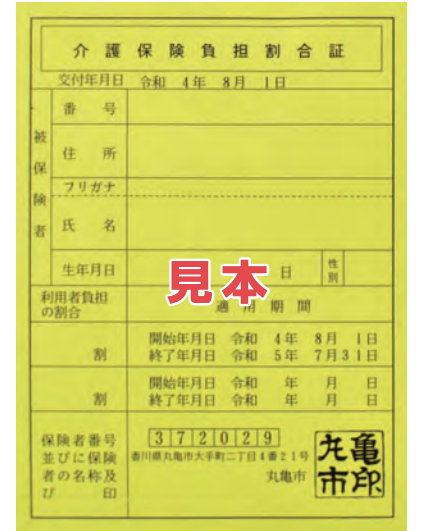 介護保険負担割合証
交付年月日 令和 4年 8月 1日
被保険者
番号
住所
フリガナ
氏名
生年月日 日 性別
見本
利用者負担の割合 適用期間
割 開始年月日 令和 4年 8月 1日
終了年月日 令和 5年 7月31日
割 開始年月日 令和 年 月 日
終了年月日 令和 年 月 日
保険者番号
並びに保険
者の名称及
び 印
372029
香川県丸亀市大手町二丁目4番21号
丸亀市
丸亀市印